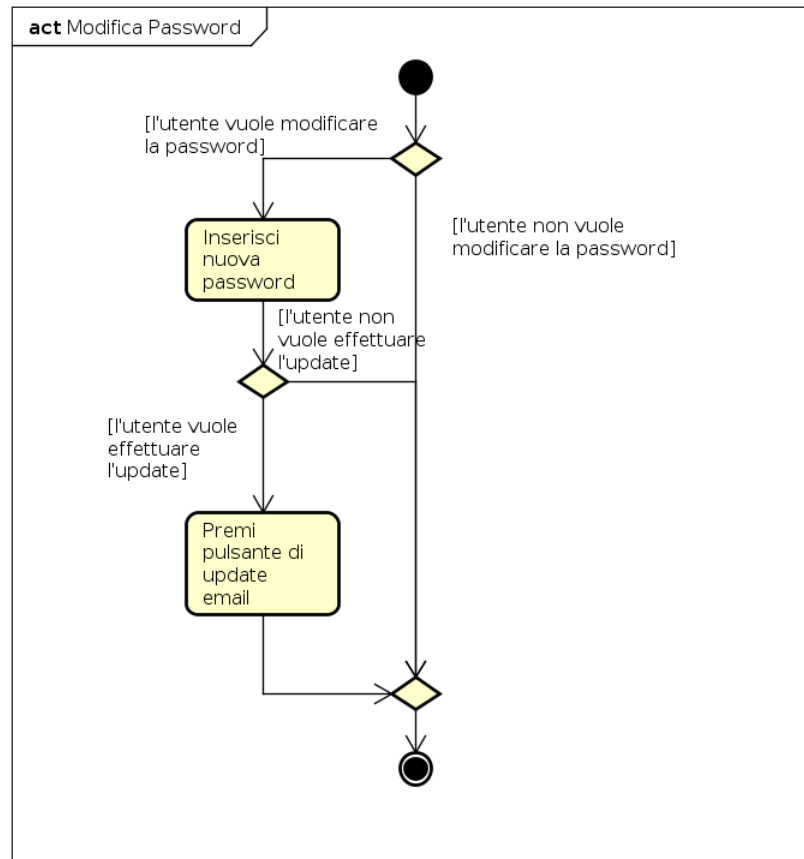 act Modifica Password
[l'utente vuole modificare
la password]
[l'utente non vuole
modificare la password]
Inserisci
nuova
password
[l'utente non
vuole effettuare
l'update]
[l'utente vuole
effettuare
l'update]
Premi
pulsante di
update
email